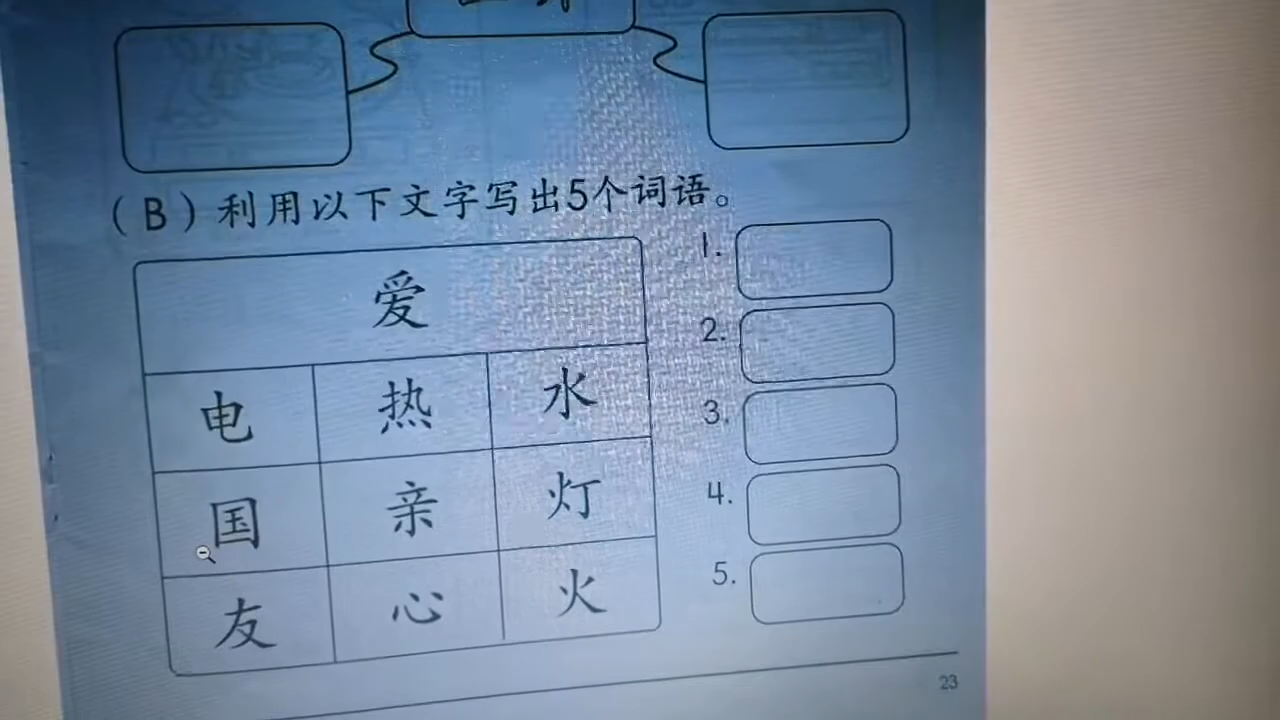 （B）利用以下文字写出5个词语。
爱
电 热 水
国 亲 灯
友 心 火
1.
2.
3.
4.
5.
23